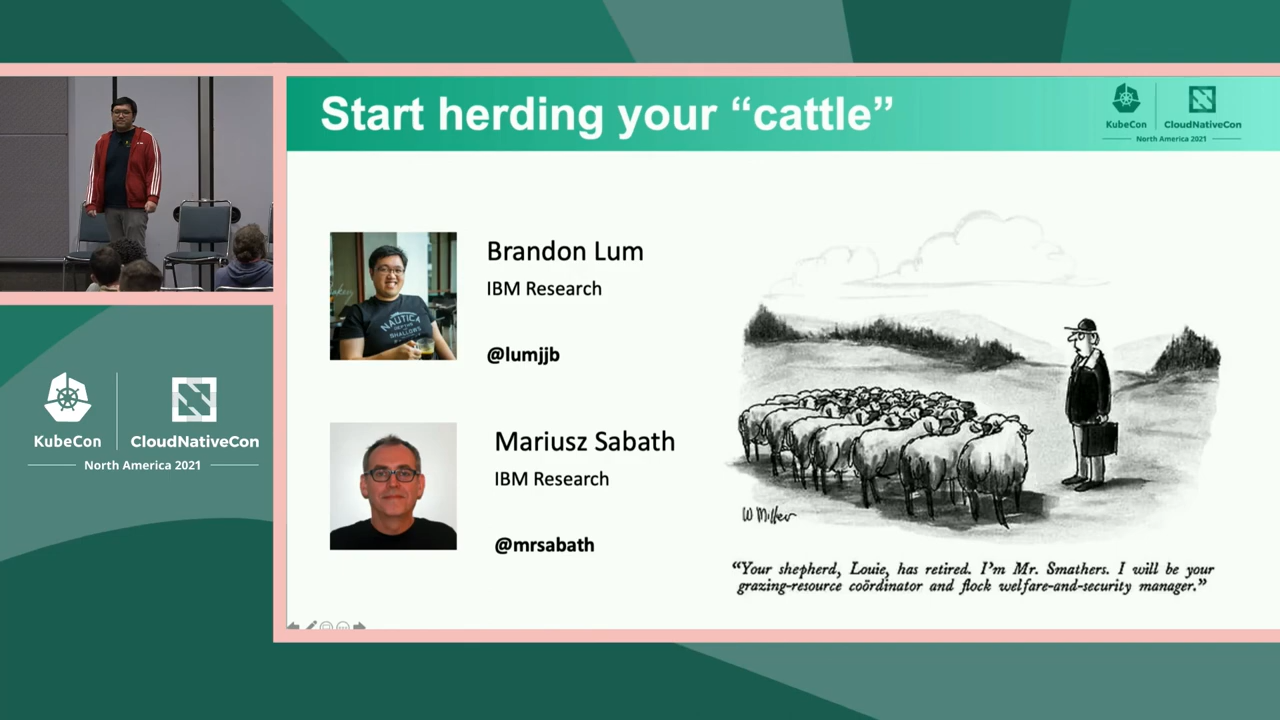 Start herding your “cattle”
KubeCon
CloudNativeCon
North America 2021
Brandon Lum
IBM Research
@lumjjb
NAUTICA
Mariusz Sabath
IBM Research
@mrsabath
W Miller
“Your shepherd, Louie, has retired. I’m Mr. Smathers. I will be your
grazing-resource coördinator and flock welfare-and-security manager.”
KubeCon
CloudNativeCon
North America 2021